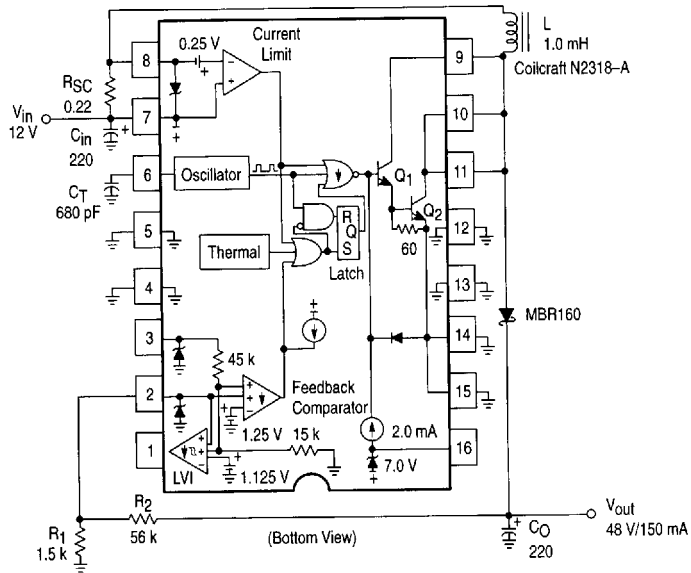 8
0.25 V
+
Current
Limit
–
+
9
L
1.0 mH
Coilcraft N2318–A
RSC
0.22
Vin
12 V
Cin
220
+
7
+
10
6
Oscillator
CT
680 pF
11
Q1
Q2
60
5
R
Q
S
Latch
12
Thermal
4
13
+
MBR160
3
45 k
14
2
+
+
–
Feedback
Comparator
15
1.25 V
15 k
2.0 mA
1
+
+
–
LVI
+
1.125 V
7.0 V
+
16
R2
56 k
R1
1.5 k
(Bottom View)
+
CO
220
Vout
48 V/150 mA